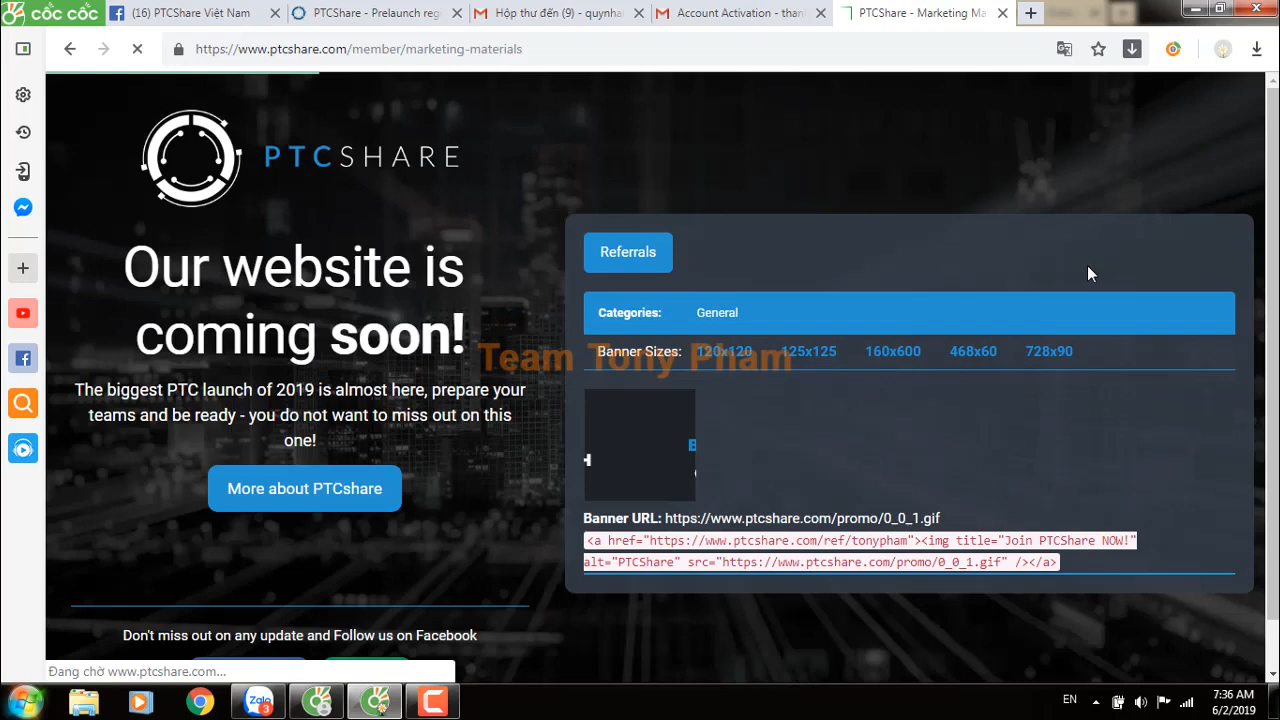 CỐC CỐC
(16) PTCShare Việt Nam
PTCShare - Prelaunch re
Hộp thư đến (9) - quynha
Account Activation - than
PTCShare - Marketing Ma
https://www.ptcshare.com/member/marketing-materials
PTCSHARE
Our website is
coming soon!
The biggest PTC launch of 2019 is almost here, prepare your
teams and be ready - you do not want to miss out on this
one!
More about PTCshare
Don't miss out on any update and Follow us on Facebook
Referrals
Categories: General
Banner Sizes: 120x120 125x125 160x600 468x60 728x90
Team Tony Pham
Banner URL: https://www.ptcshare.com/promo/0_0_1.gif
<a href="https://www.ptcshare.com/ref/tonypham"><img title="Join PTCShare NOW!"
alt="PTCShare" src="https://www.ptcshare.com/promo/0_0_1.gif" /></a>
Đang chờ www.ptcshare.com...
Zalo
3
EN
7:36 AM
6/2/2019